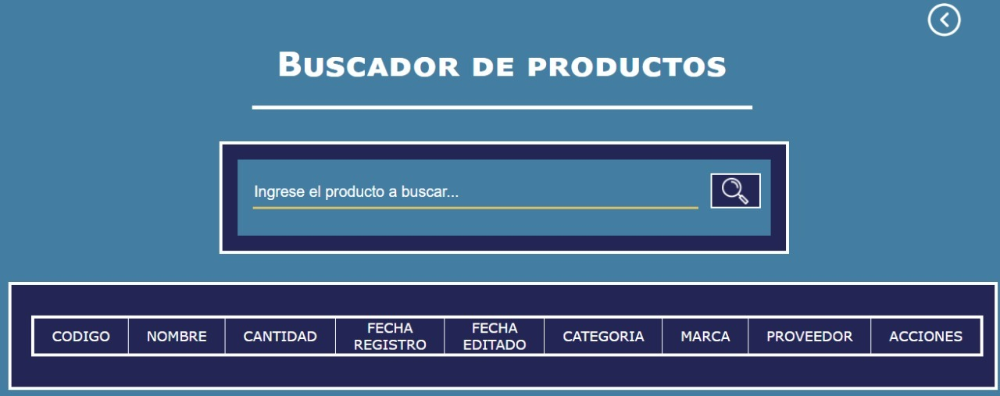 Buscador de productos
Ingrese el producto a buscar...
CODIGO NOMBRE CANTIDAD FECHA REGISTRO FECHA EDITADO CATEGORIA MARCA PROVEEDOR ACCIONES